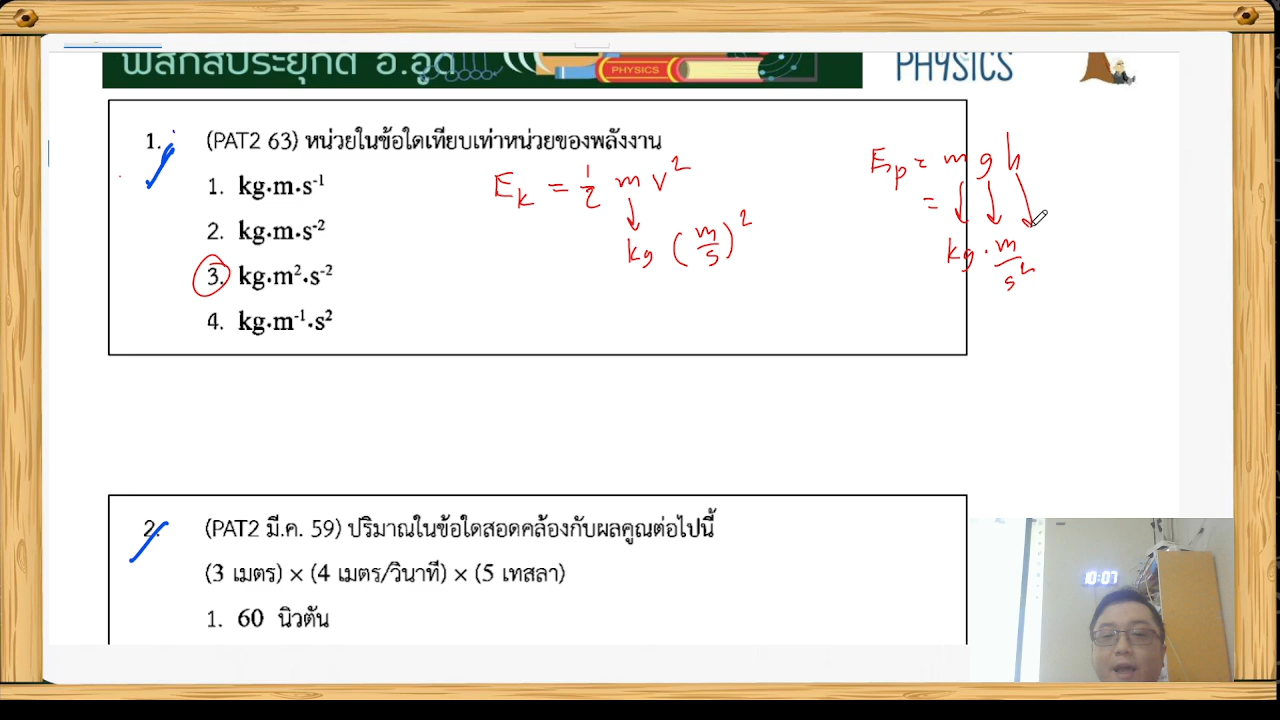 ฟิสิกส์ประยุกต์ อ.อูด
PHYSICS
PHYSICS
1. (PAT2 63) หน่วยในข้อใดเทียบเท่าหน่วยของพลังงาน
1. kg·m·s⁻¹
2. kg·m·s⁻²
3. kg·m²·s⁻²
4. kg·m⁻¹·s²
E_k = ½ m v²
kg (m/s)²
E_p = m g h
=
kg · m/s²
2. (PAT2 มี.ค. 59) ปริมาณในข้อใดสอดคล้องกับผลคูณต่อไปนี้
(3 เมตร) × (4 เมตร/วินาที) × (5 เทสลา)
1. 60 นิวตัน
10:07